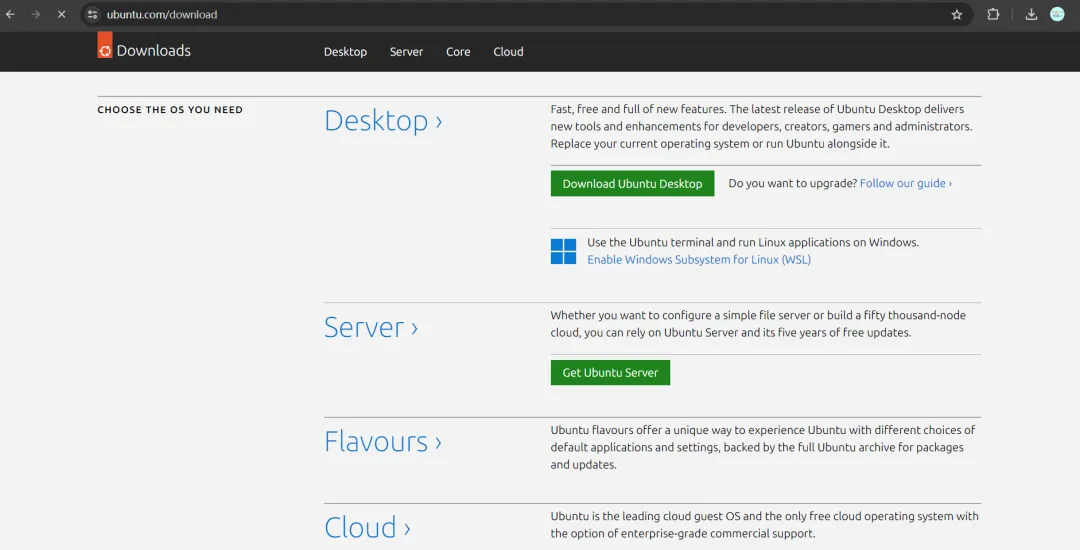 ubuntu.com/download
Downloads
Desktop Server Core Cloud
CHOOSE THE OS YOU NEED
Desktop ›
Fast, free and full of new features. The latest release of Ubuntu Desktop delivers
new tools and enhancements for developers, creators, gamers and administrators.
Replace your current operating system or run Ubuntu alongside it.
Download Ubuntu Desktop Do you want to upgrade? Follow our guide ›
Use the Ubuntu terminal and run Linux applications on Windows.
Enable Windows Subsystem for Linux (WSL)
Server ›
Whether you want to configure a simple file server or build a fifty thousand-node
cloud, you can rely on Ubuntu Server and its five years of free updates.
Get Ubuntu Server
Flavours ›
Ubuntu flavours offer a unique way to experience Ubuntu with different choices of
default applications and settings, backed by the full Ubuntu archive for packages
and updates.
Cloud ›
Ubuntu is the leading cloud guest OS and the only free cloud operating system with
the option of enterprise-grade commercial support.